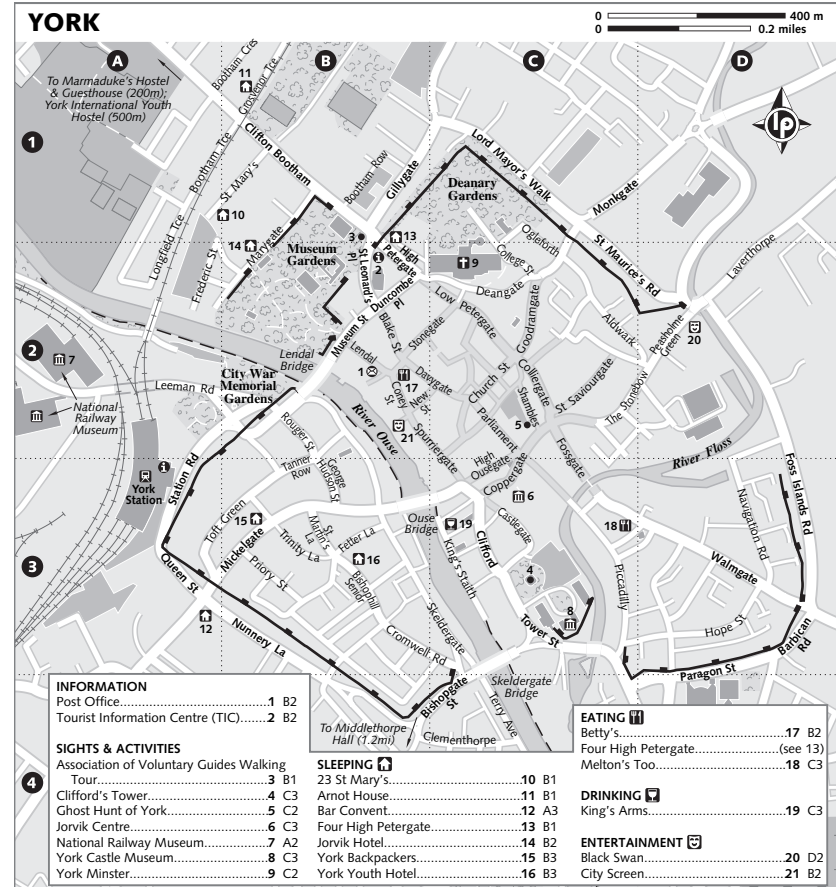 YORK
0 400 m
0 0.2 miles
A
B
C
D
1
2
3
4
lp
To Marmaduke's Hostel
& Guesthouse (200m);
York International Youth
Hostel (500m)
11
Bootham Cres
Grosvenor Tce
Clifton Bootham
Bootham Tce
St Mary's
Bootham Row
Gillygate
Lord Mayor's Walk
Deanary
Gardens
Monkgate
10
14
Marygate
Longfield Tce
Frederic St
Museum
Gardens
3
13
2
High
Petergate
St Leonard's
Pl
Duncombe
Pl
9
College St
Ogleforth
St Maurice's Rd
Laverthorpe
Deangate
Low Petergate
Goodramgate
Aldwark
Peasholme
Green
20
Museum St
Blake St
Stonegate
Lendal
Bridge
Lendal
1
17
Davygate
Coney
St
New
St
Church St
Colliergate
Shambles
St Saviourgate
The Stonebow
5
Parliament
21
Spurriergate
River Ouse
High
Ousegate
Coppergate
Fossgate
River Floss
7
National
Railway
Museum
Leeman Rd
City War
Memorial
Gardens
Rougier St
Tanner
Row
George
Hudson St
York
Station
Station Rd
Toft Green
15
Mickelgate
Martin's
La
Trinity La
Fetter La
16
Priory St
Bishophill
Senidr
Queen St
12
Nunnery La
Cromwell Rd
Skeldergate
Bishopgate
St
Ouse
Bridge
19
King's Staith
Clifford
6
Castlegate
4
8
Tower St
Piccadilly
18
Walmgate
Navigation Rd
Foss Islands Rd
Hope St
Barbican
Rd
Paragon St
Skeldergate
Bridge
Terry Ave
Clementhorpe
To Middlethorpe
Hall (1.2mi)
INFORMATION
Post Office 1 B2
Tourist Information Centre (TIC) 2 B2
SIGHTS & ACTIVITIES
Association of Voluntary Guides Walking
Tour 3 B1
Clifford's Tower 4 C3
Ghost Hunt of York 5 C2
Jorvik Centre 6 C3
National Railway Museum 7 A2
York Castle Museum 8 C3
York Minster 9 C2
SLEEPING
23 St Mary's 10 B1
Arnot House 11 B1
Bar Convent 12 A3
Four High Petergate 13 B1
Jorvik Hotel 14 B2
York Backpackers 15 B3
York Youth Hotel 16 B3
EATING
Betty's 17 B2
Four High Petergate (see 13)
Melton's Too 18 C3
DRINKING
King's Arms 19 C3
ENTERTAINMENT
Black Swan 20 D2
City Screen 21 B2